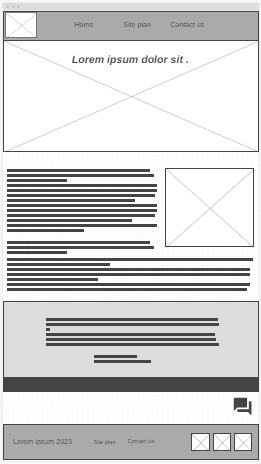 Home Site plan Contact us
Lorem ipsum dolor sit .
Lorem ipsum 2023 Site plan Contact us